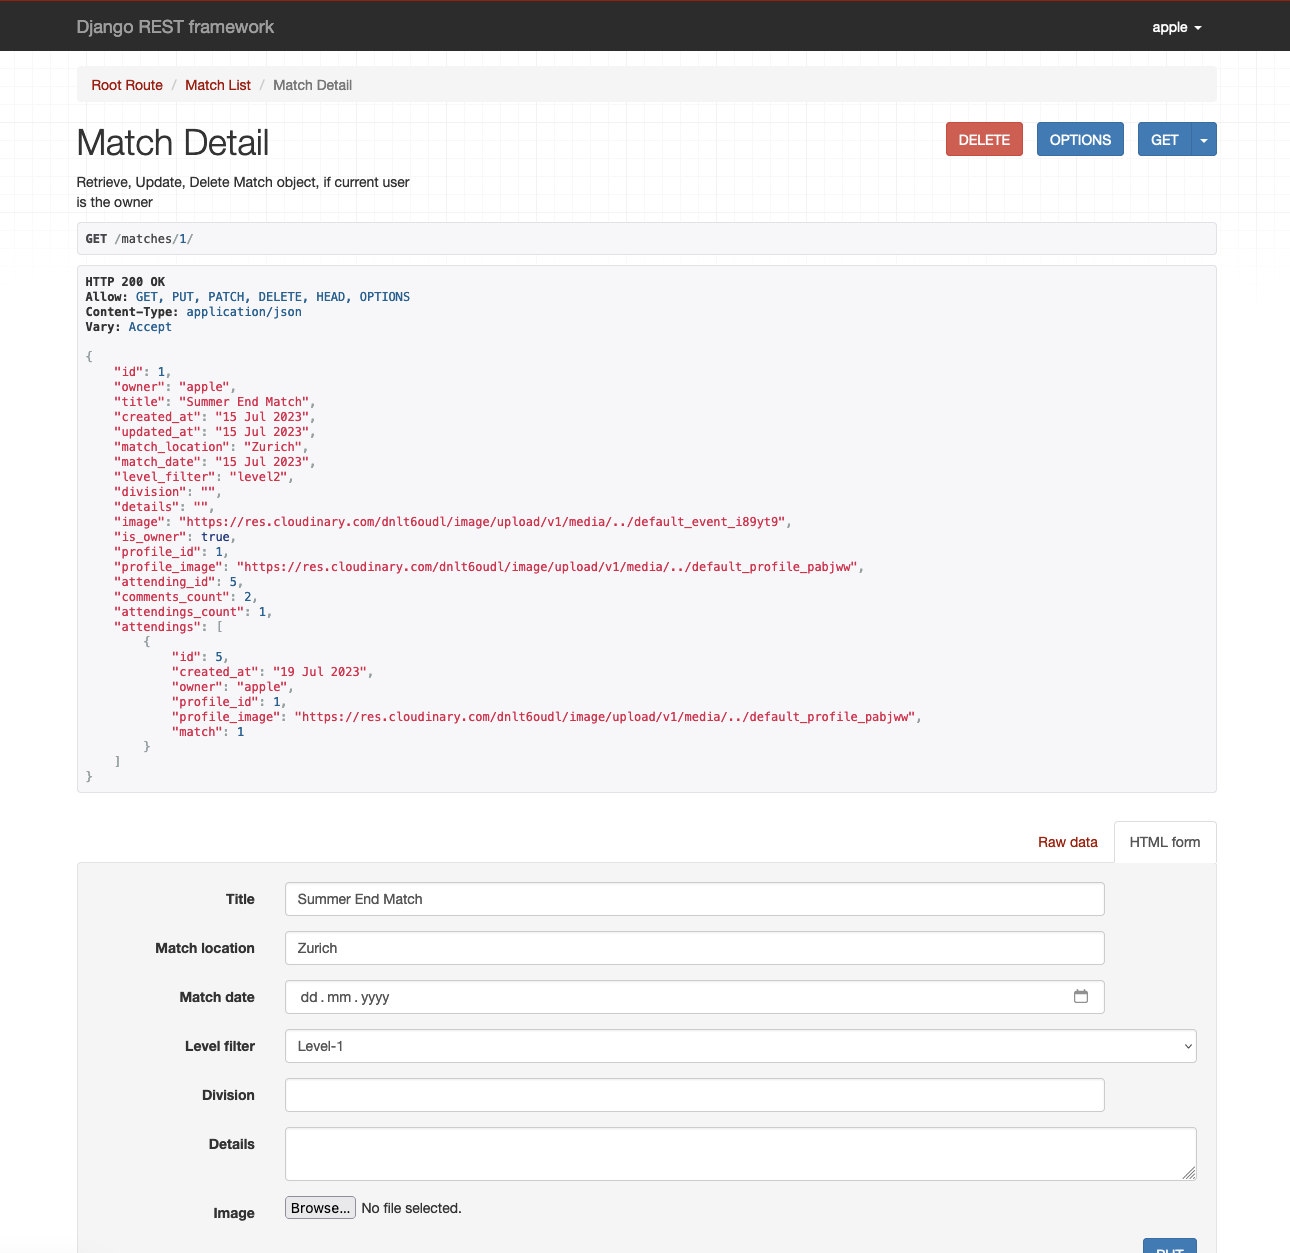 Django REST framework
apple
Root Route / Match List / Match Detail
Match Detail
DELETE
OPTIONS
GET
Retrieve, Update, Delete Match object, if current user
is the owner
GET /matches/1/
HTTP 200 OK
Allow: GET, PUT, PATCH, DELETE, HEAD, OPTIONS
Content-Type: application/json
Vary: Accept
{
    "id": 1,
    "owner": "apple",
    "title": "Summer End Match",
    "created_at": "15 Jul 2023",
    "updated_at": "15 Jul 2023",
    "match_location": "Zurich",
    "match_date": "15 Jul 2023",
    "level_filter": "level2",
    "division": "",
    "details": "",
    "image": "https://res.cloudinary.com/dnlt6oudl/image/upload/v1/media/../default_event_i89yt9",
    "is_owner": true,
    "profile_id": 1,
    "profile_image": "https://res.cloudinary.com/dnlt6oudl/image/upload/v1/media/../default_profile_pabjww",
    "attending_id": 5,
    "comments_count": 2,
    "attendings_count": 1,
    "attendings": [
        {
            "id": 5,
            "created_at": "19 Jul 2023",
            "owner": "apple",
            "profile_id": 1,
            "profile_image": "https://res.cloudinary.com/dnlt6oudl/image/upload/v1/media/../default_profile_pabjww",
            "match": 1
        }
    ]
}
Raw data
HTML form
Title
Summer End Match
Match location
Zurich
Match date
dd . mm . yyyy
Level filter
Level-1
Division
Details
Image
Browse... No file selected.
PUT